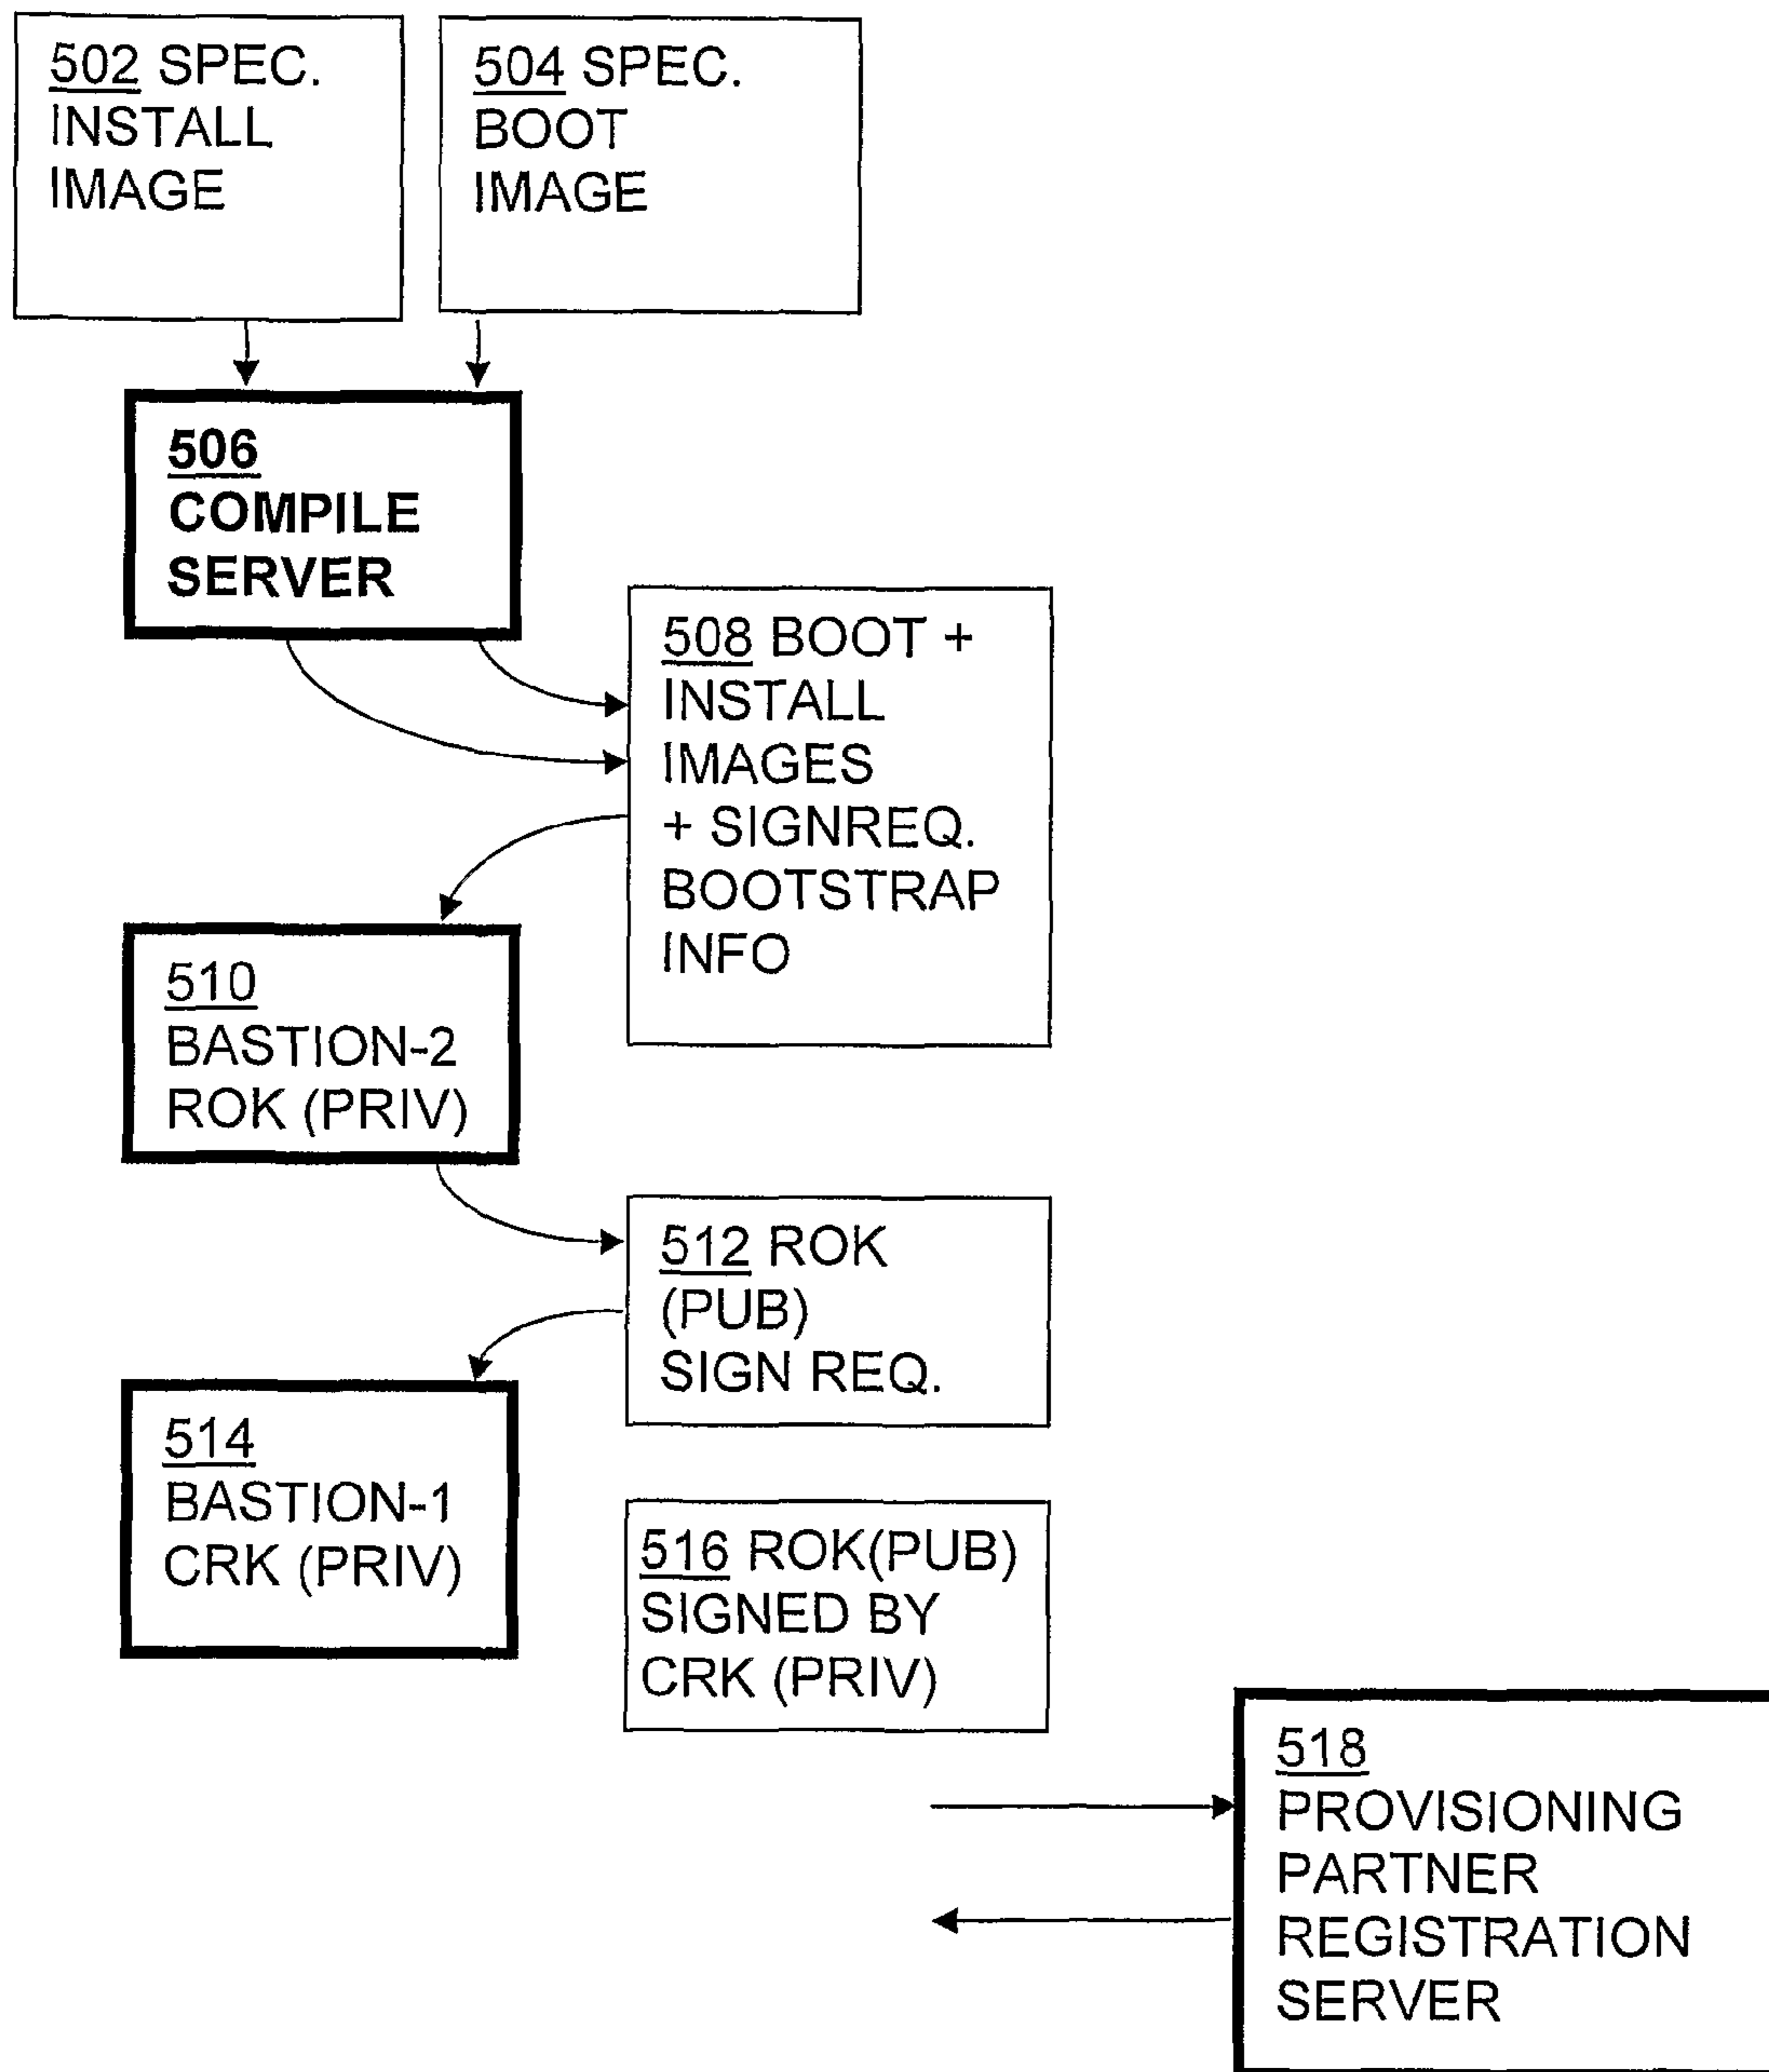 502 SPEC.
INSTALL
IMAGE
504 SPEC.
BOOT
IMAGE
506
COMPILE
SERVER
508 BOOT +
INSTALL
IMAGES
+ SIGNREQ.
BOOTSTRAP
INFO
510
BASTION-2
ROK (PRIV)
512 ROK
(PUB)
SIGN REQ.
514
BASTION-1
CRK (PRIV)
516 ROK(PUB)
SIGNED BY
CRK (PRIV)
518
PROVISIONING
PARTNER
REGISTRATION
SERVER